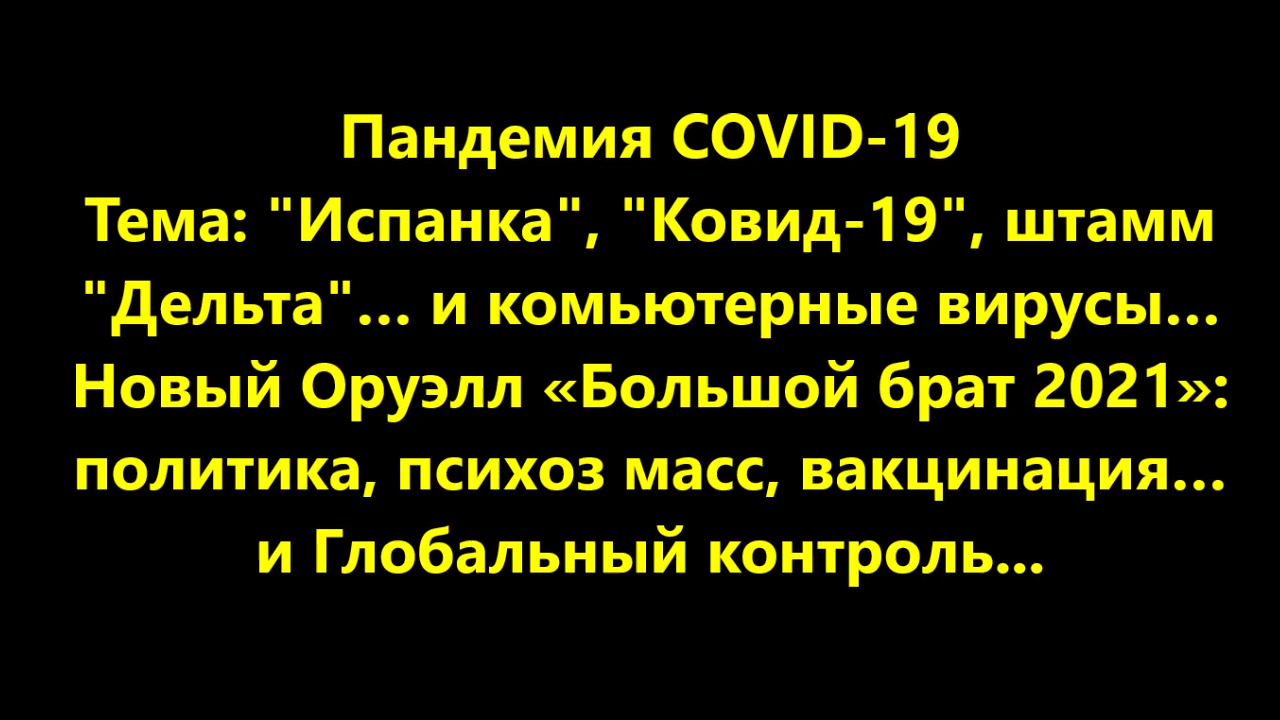 Пандемия COVID-19
Тема: "Испанка", "Ковид-19", штамм
"Дельта"... и комьютерные вирусы...
Новый Оруэлл «Большой брат 2021»:
политика, психоз масс, вакцинация...
и Глобальный контроль...